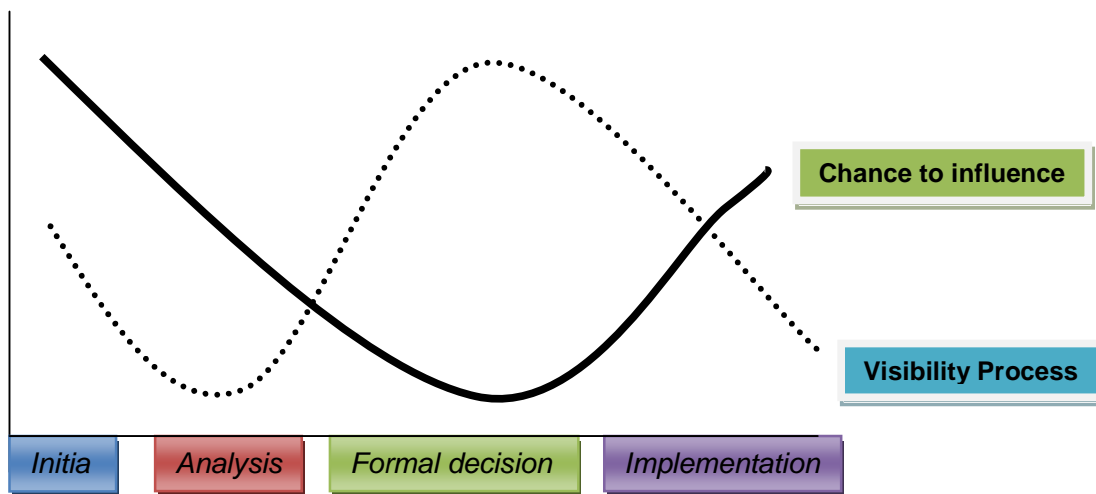 Chance to influence
Visibility Process
Initia
Analysis
Formal decision
Implementation